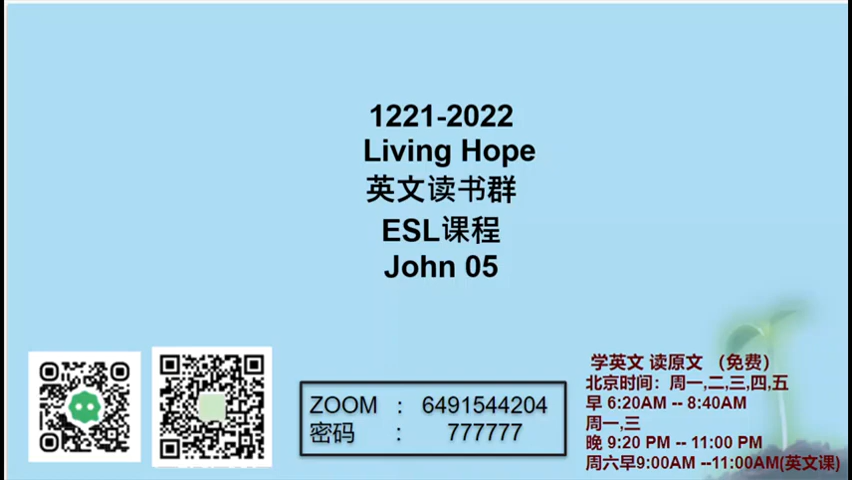 1221-2022
Living Hope
英文读书群
ESL课程
John 05
ZOOM : 6491544204
密码 : 777777
学英文 读原文 （免费）
北京时间：周一,二,三,四,五
早 6:20AM -- 8:40AM
周一,三
晚 9:20 PM -- 11:00 PM
周六早9:00AM --11:00AM(英文课)